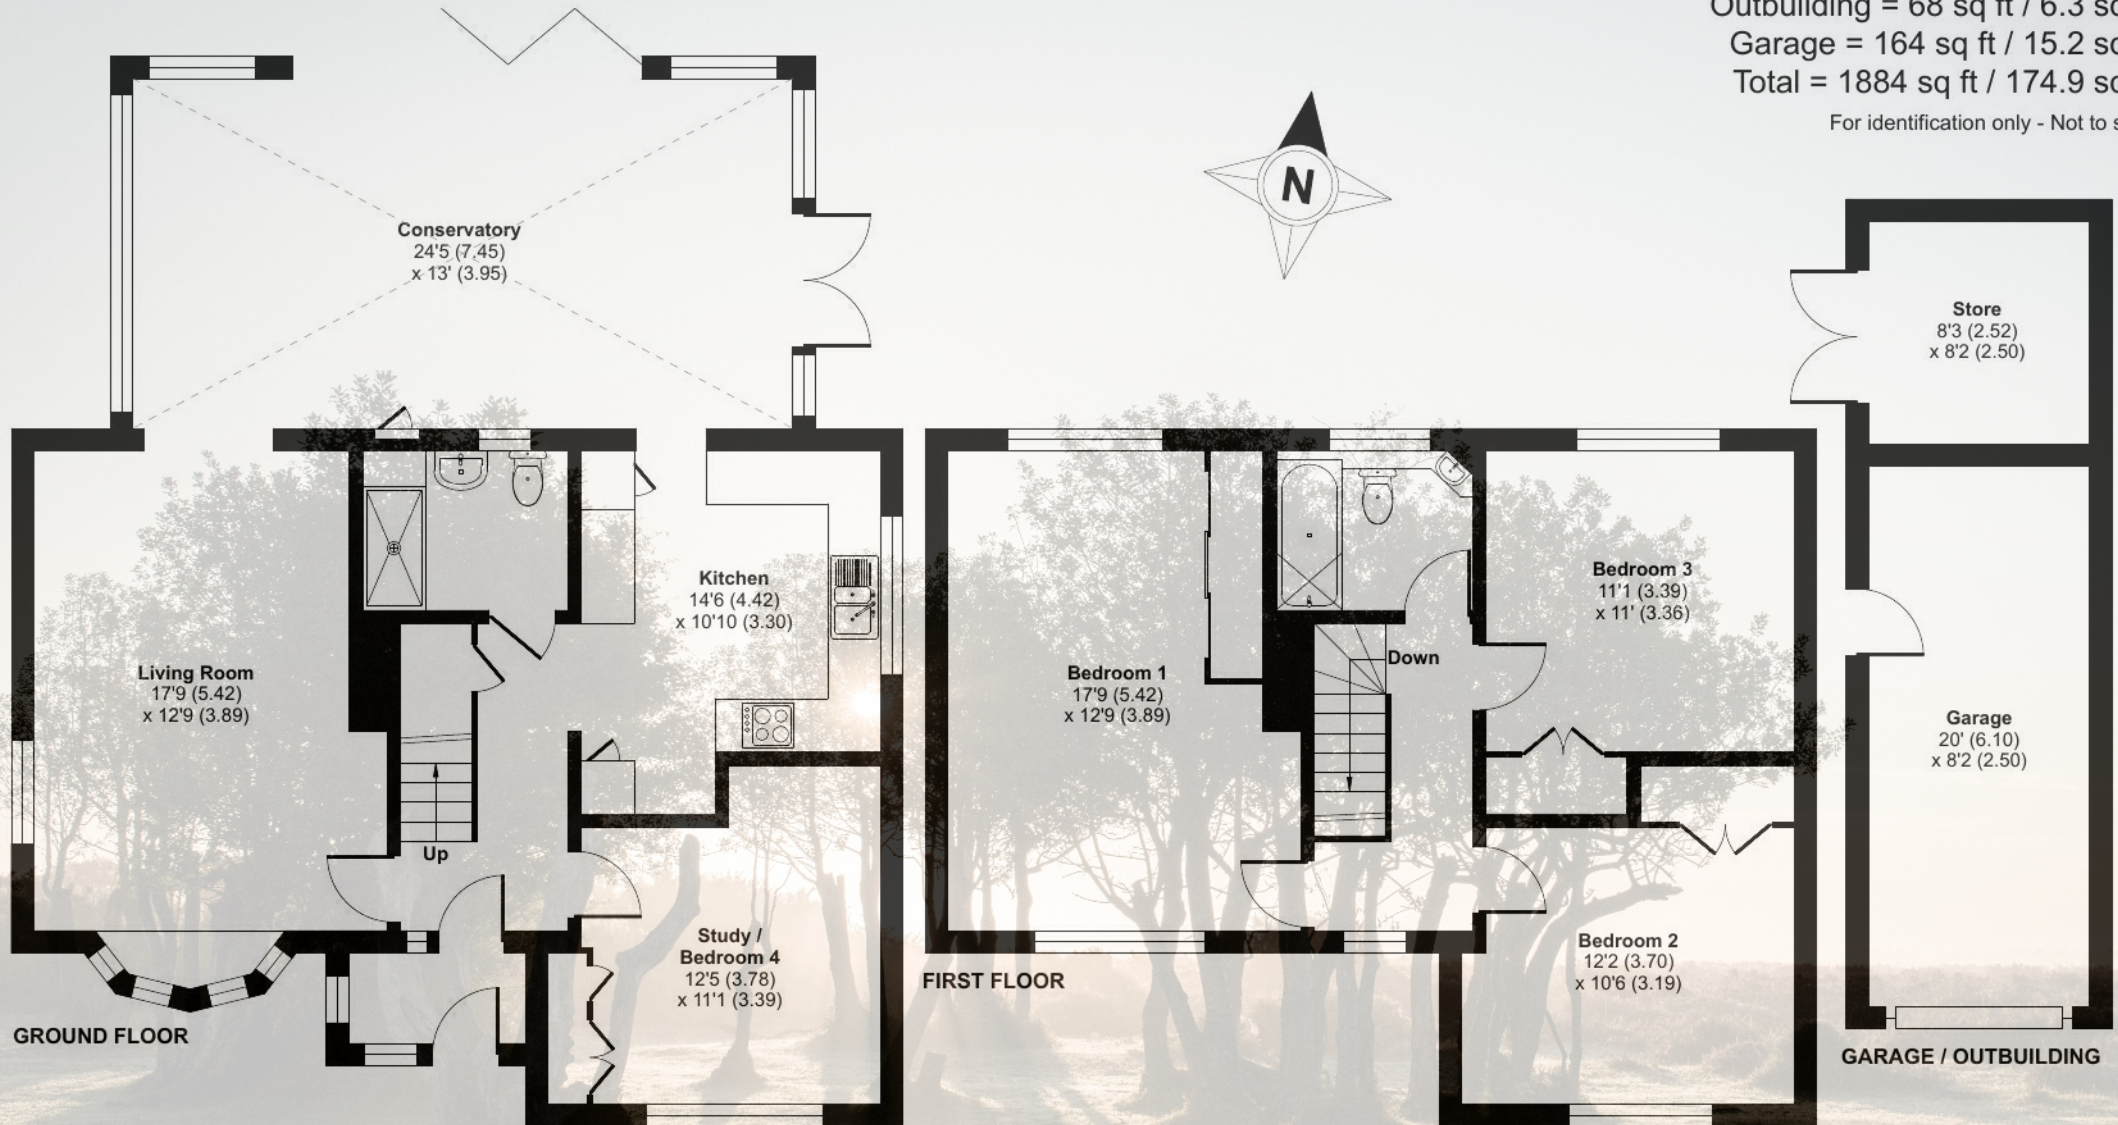 Outbuilding = 68 sq ft / 6.3
Garage = 164 sq ft / 15.2
Total = 1884 sq ft / 174.9
For identification only - Not to
N
Conservatory
24'5 (7.45)
x 13' (3.95)
Store
8'3 (2.52)
x 8'2 (2.50)
Kitchen
14'6 (4.42)
x 10'10 (3.30)
Living Room
17'9 (5.42)
x 12'9 (3.89)
Up
Study /
Bedroom 4
12'5 (3.78)
x 11'1 (3.39)
GROUND FLOOR
Bedroom 1
17'9 (5.42)
x 12'9 (3.89)
Down
Bedroom 3
11'1 (3.39)
x 11' (3.36)
Bedroom 2
12'2 (3.70)
x 10'6 (3.19)
FIRST FLOOR
Garage
20' (6.10)
x 8'2 (2.50)
GARAGE / OUTBUILDING